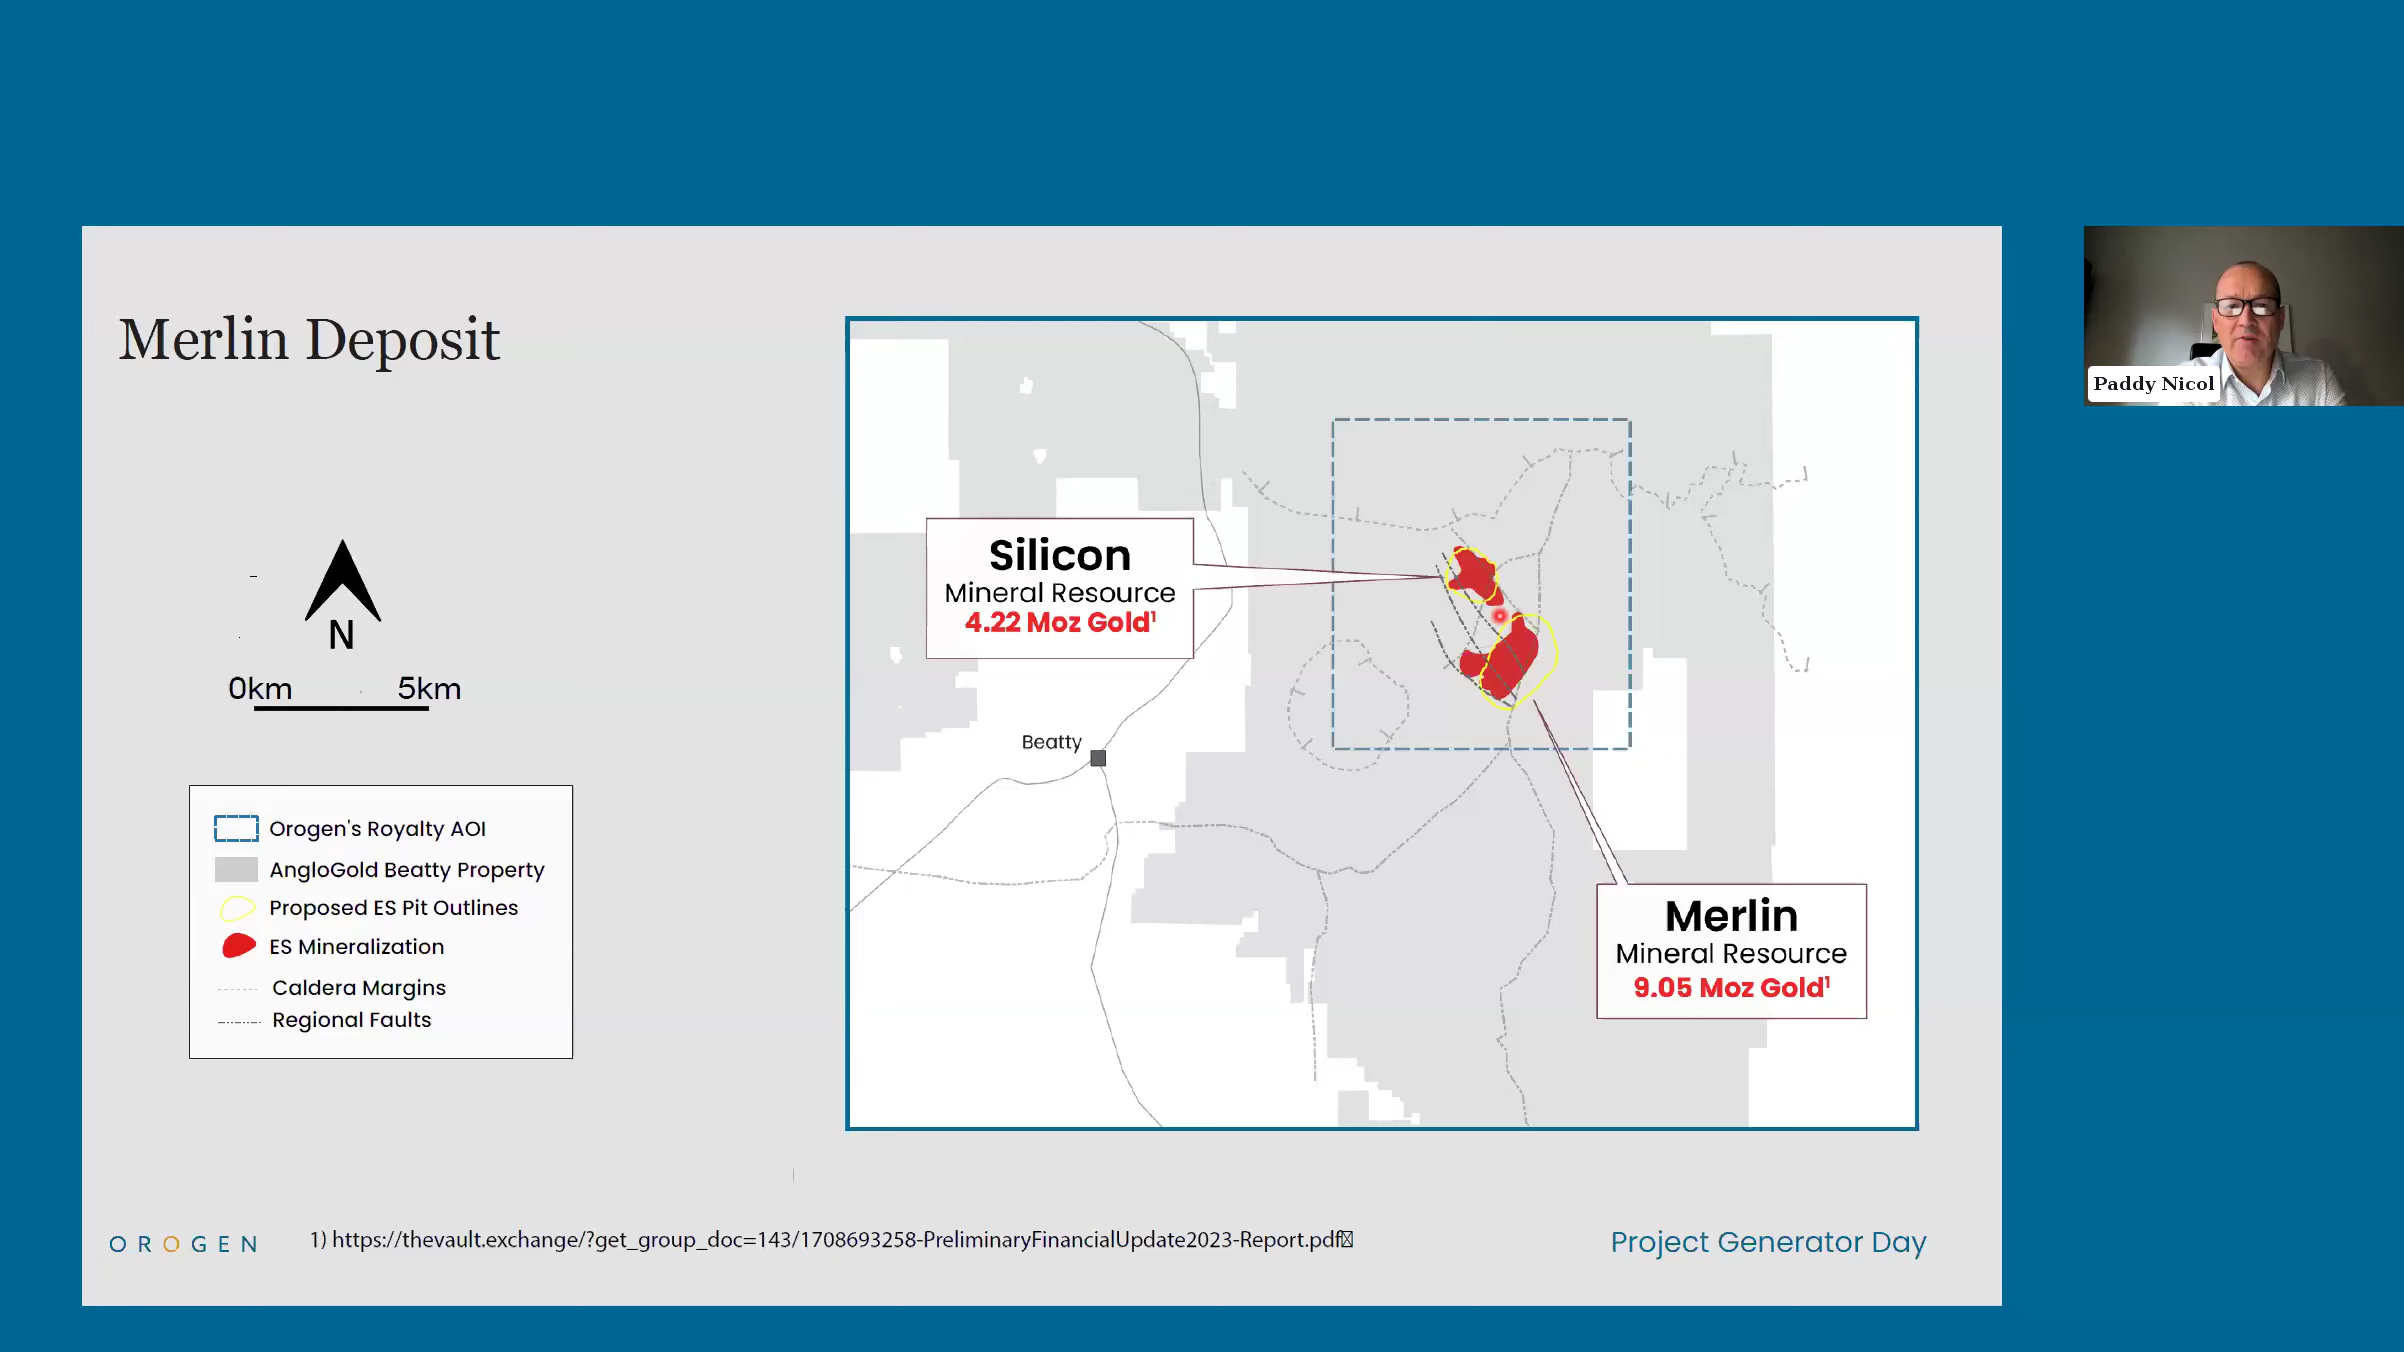 Merlin Deposit
N
0km 5km
Orogen's Royalty AOI
AngloGold Beatty Property
Proposed ES Pit Outlines
ES Mineralization
Caldera Margins
Regional Faults
Silicon
Mineral Resource
4.22 Moz Gold¹
Beatty
Merlin
Mineral Resource
9.05 Moz Gold¹
Paddy Nicol
OROGEN
1) https://thevault.exchange/?get_group_doc=143/1708693258-PreliminaryFinancialUpdate2023-Report.pdf
Project Generator Day